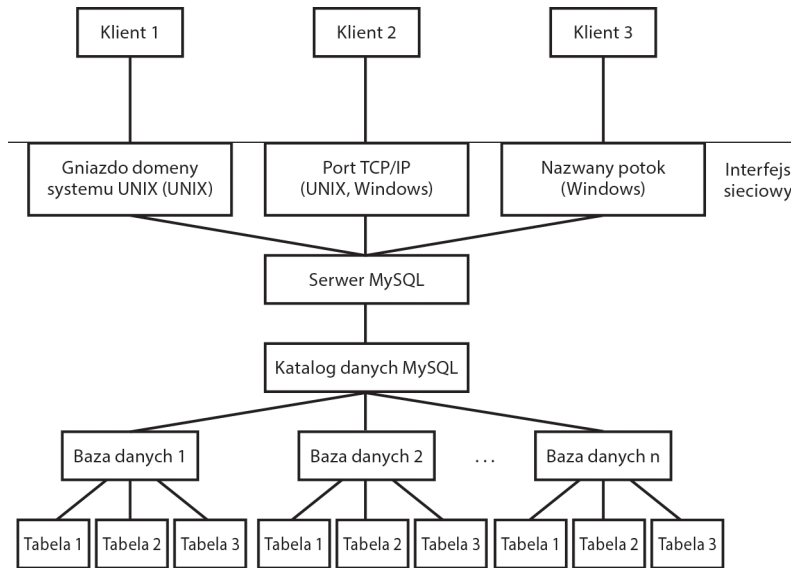 Klient 1
Klient 2
Klient 3
Gniazdo domeny
systemu UNIX (UNIX)
Port TCP/IP
(UNIX, Windows)
Nazwany potok
(Windows)
Interfejs
sieciowy
Serwer MySQL
Katalog danych MySQL
Baza danych 1
Baza danych 2
...
Baza danych n
Tabela 1
Tabela 2
Tabela 3
Tabela 1
Tabela 2
Tabela 3
Tabela 1
Tabela 2
Tabela 3